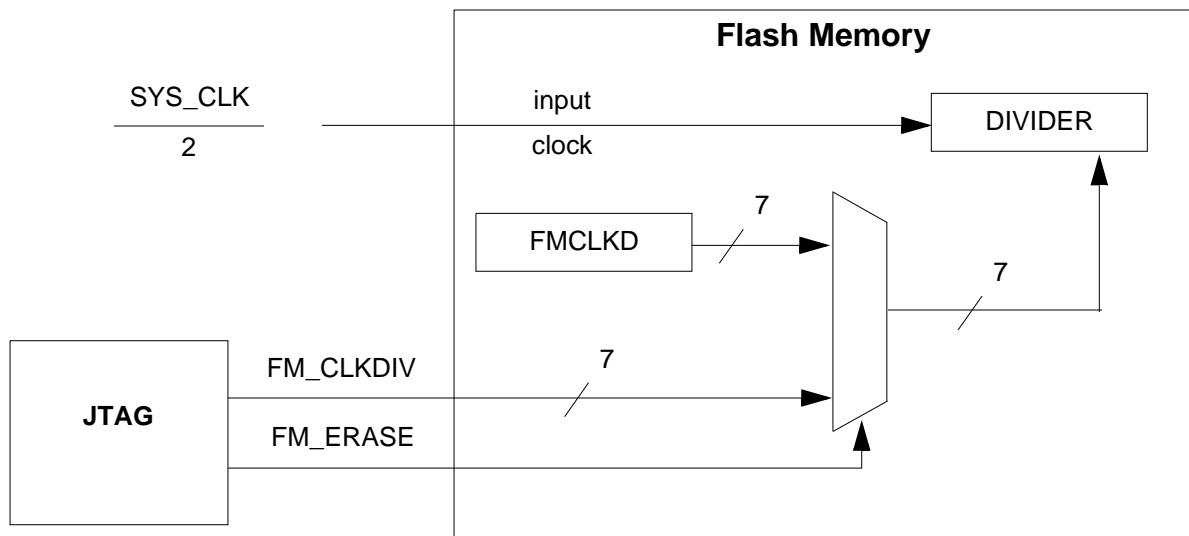 Flash Memory
SYS_CLK
2
input
clock
DIVIDER
7
FMCLKD
7
FM_CLKDIV
7
JTAG
FM_ERASE